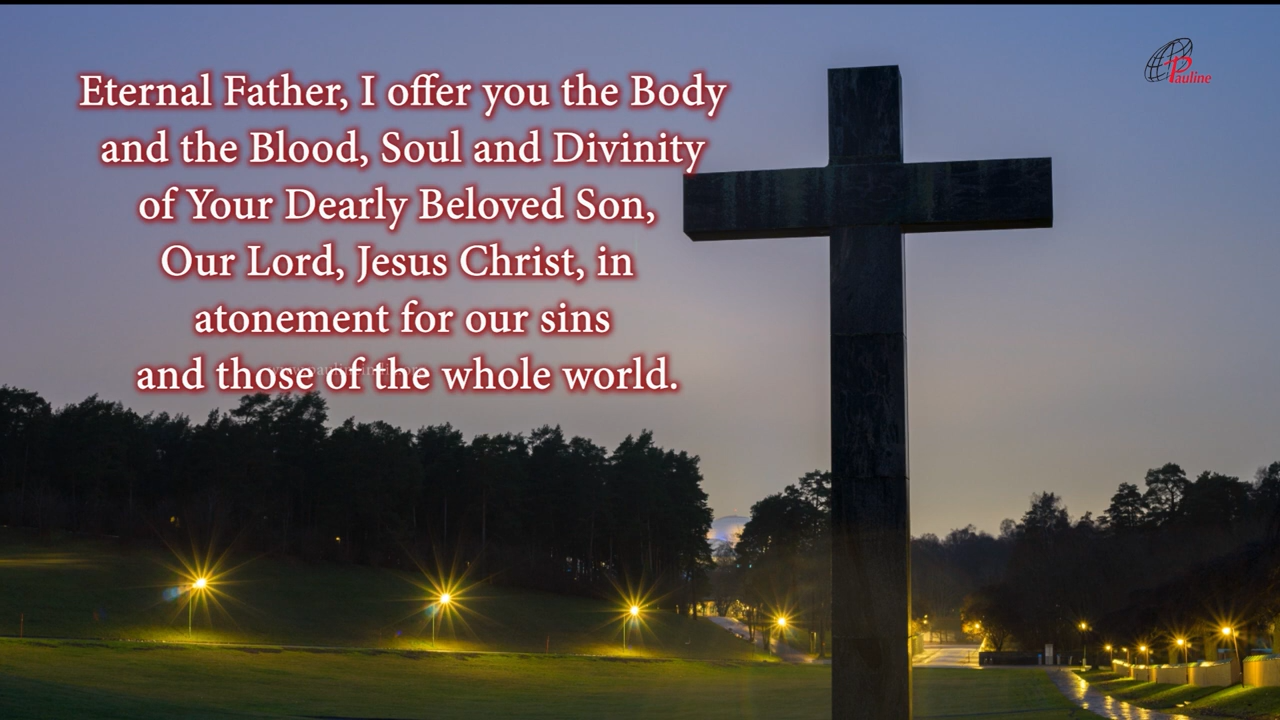 Pauline
Eternal Father, I offer you the Body
and the Blood, Soul and Divinity
of Your Dearly Beloved Son,
Our Lord, Jesus Christ, in
atonement for our sins
and those of the whole world.